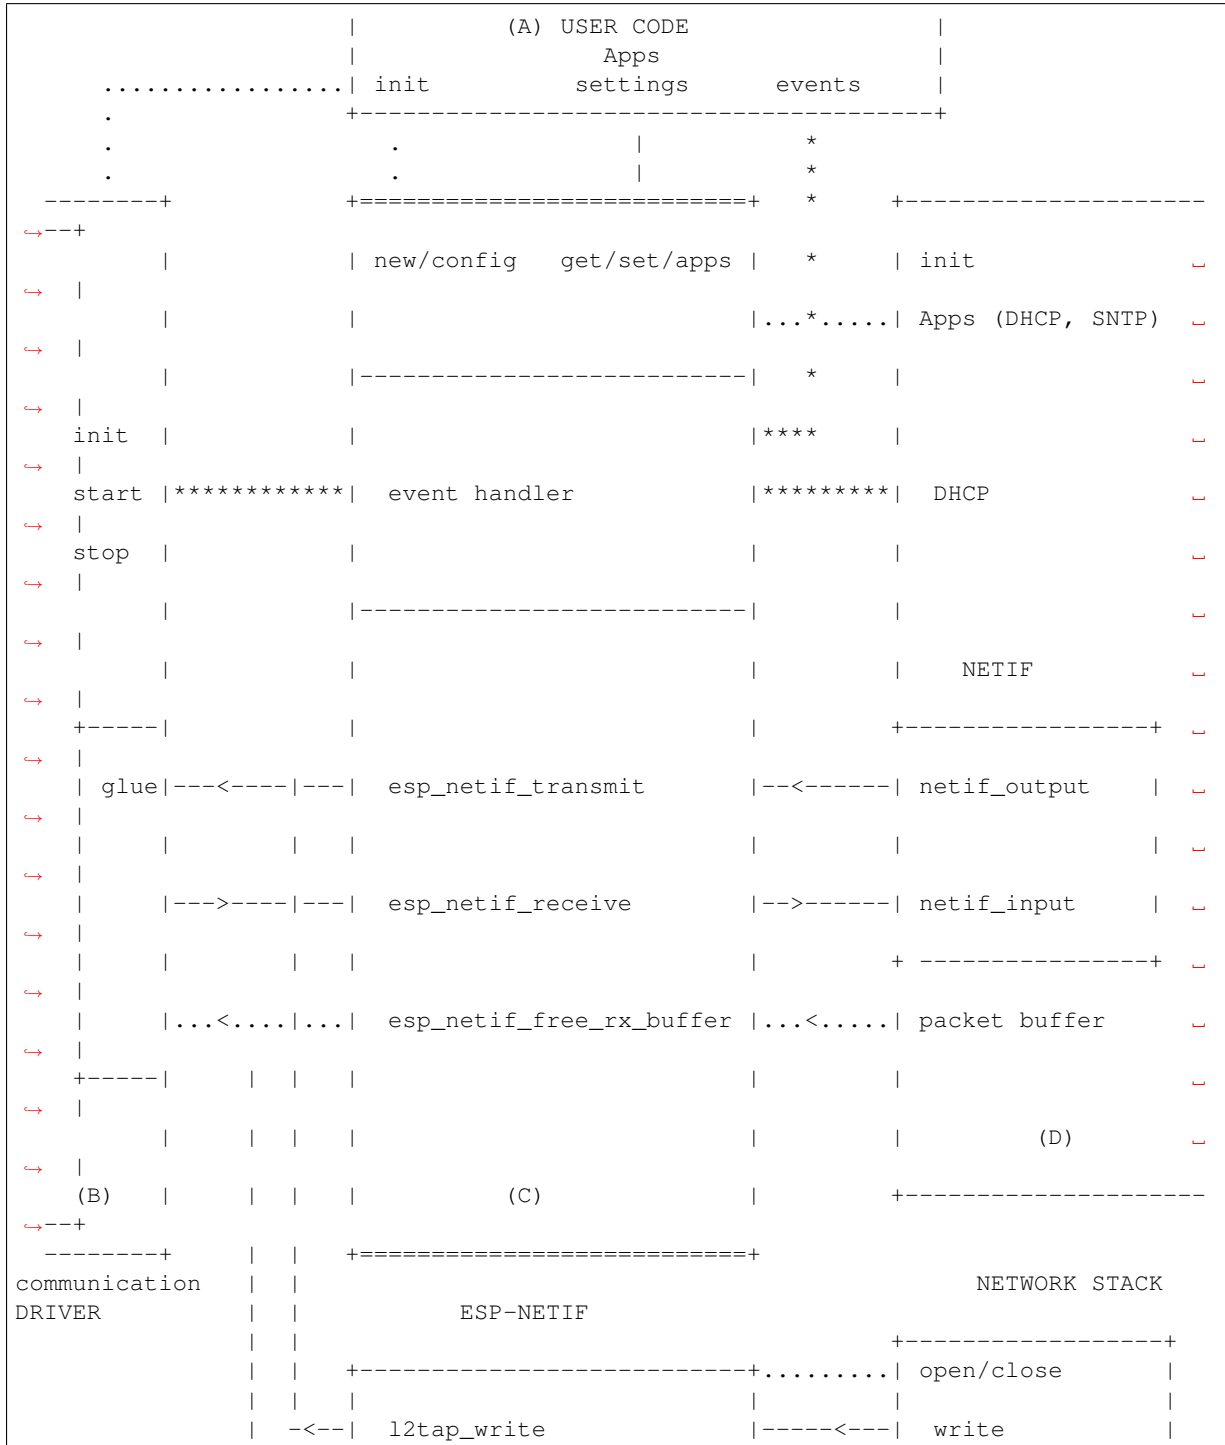 |          (A) USER CODE                 |
                       |                 Apps                   |
      .................| init          settings      events     |
      .                +----------------------------------------+
      .                   .                |           *
      .                   .                |           *
  --------+            +===========================+   *     +---------------------
↪--+
          |            | new/config   get/set/apps |   *     | init               ␣
↪  |
          |            |                           |...*.....| Apps (DHCP, SNTP)  ␣
↪  |
          |            |---------------------------|   *     |                    ␣
↪  |
    init  |            |                           |****     |                    ␣
↪  |
    start |************|  event handler            |*********|  DHCP              ␣
↪  |
    stop  |            |                           |         |                    ␣
↪  |
          |            |---------------------------|         |                    ␣
↪  |
          |            |                           |         |    NETIF           ␣
↪  |
    +-----|            |                           |         +-----------------+  ␣
↪  |
    | glue|---<----|---|  esp_netif_transmit       |--<------| netif_output    |  ␣
↪  |
    |     |        |   |                           |         |                 |  ␣
↪  |
    |     |--->----|---|  esp_netif_receive        |-->------| netif_input     |  ␣
↪  |
    |     |        |   |                           |         + ----------------+  ␣
↪  |
    |     |...<....|...|  esp_netif_free_rx_buffer |...<.....| packet buffer      ␣
↪  |
    +-----|     |  |   |                           |         |                    ␣
↪  |
          |     |  |   |                           |         |         (D)        ␣
↪  |
    (B)   |     |  |   |          (C)              |         +---------------------
↪--+
  --------+     |  |   +===========================+
communication   |  |                                               NETWORK STACK
DRIVER          |  |           ESP-NETIF
                |  |                                         +------------------+
                |  |   +---------------------------+.........| open/close       |
                |  |   |                           |         |                  |
                |  -<--|  l2tap_write              |-----<---|  write           |